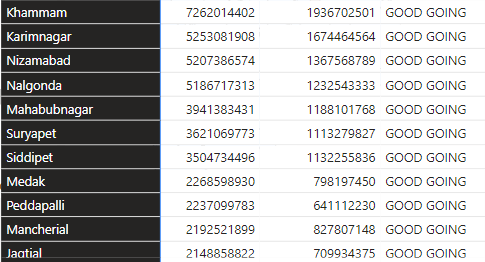 Khammam 7262014402 1936702501 GOOD GOING
Karimnagar 5253081908 1674464564 GOOD GOING
Nizamabad 5207386574 1367568789 GOOD GOING
Nalgonda 5186717313 1232543333 GOOD GOING
Mahabubnagar 3941383431 1188101768 GOOD GOING
Suryapet 3621069773 1113279827 GOOD GOING
Siddipet 3504734496 1132255836 GOOD GOING
Medak 2268598930 798197450 GOOD GOING
Peddapalli 2237099783 641112230 GOOD GOING
Mancherial 2192521899 827807148 GOOD GOING
Jagtial 2148858822 709934375 GOOD GOING